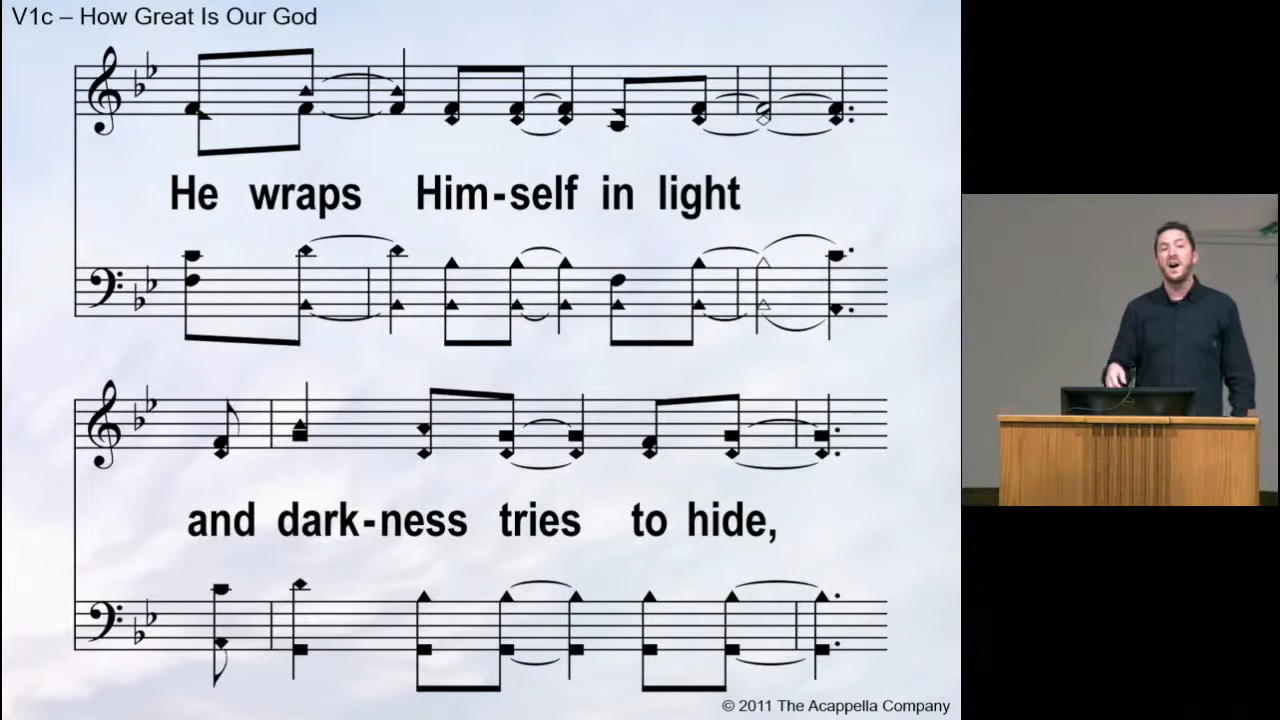 V1c – How Great Is Our God
He wraps Him-self in light
and dark-ness tries to hide,
© 2011 The Acappella Company